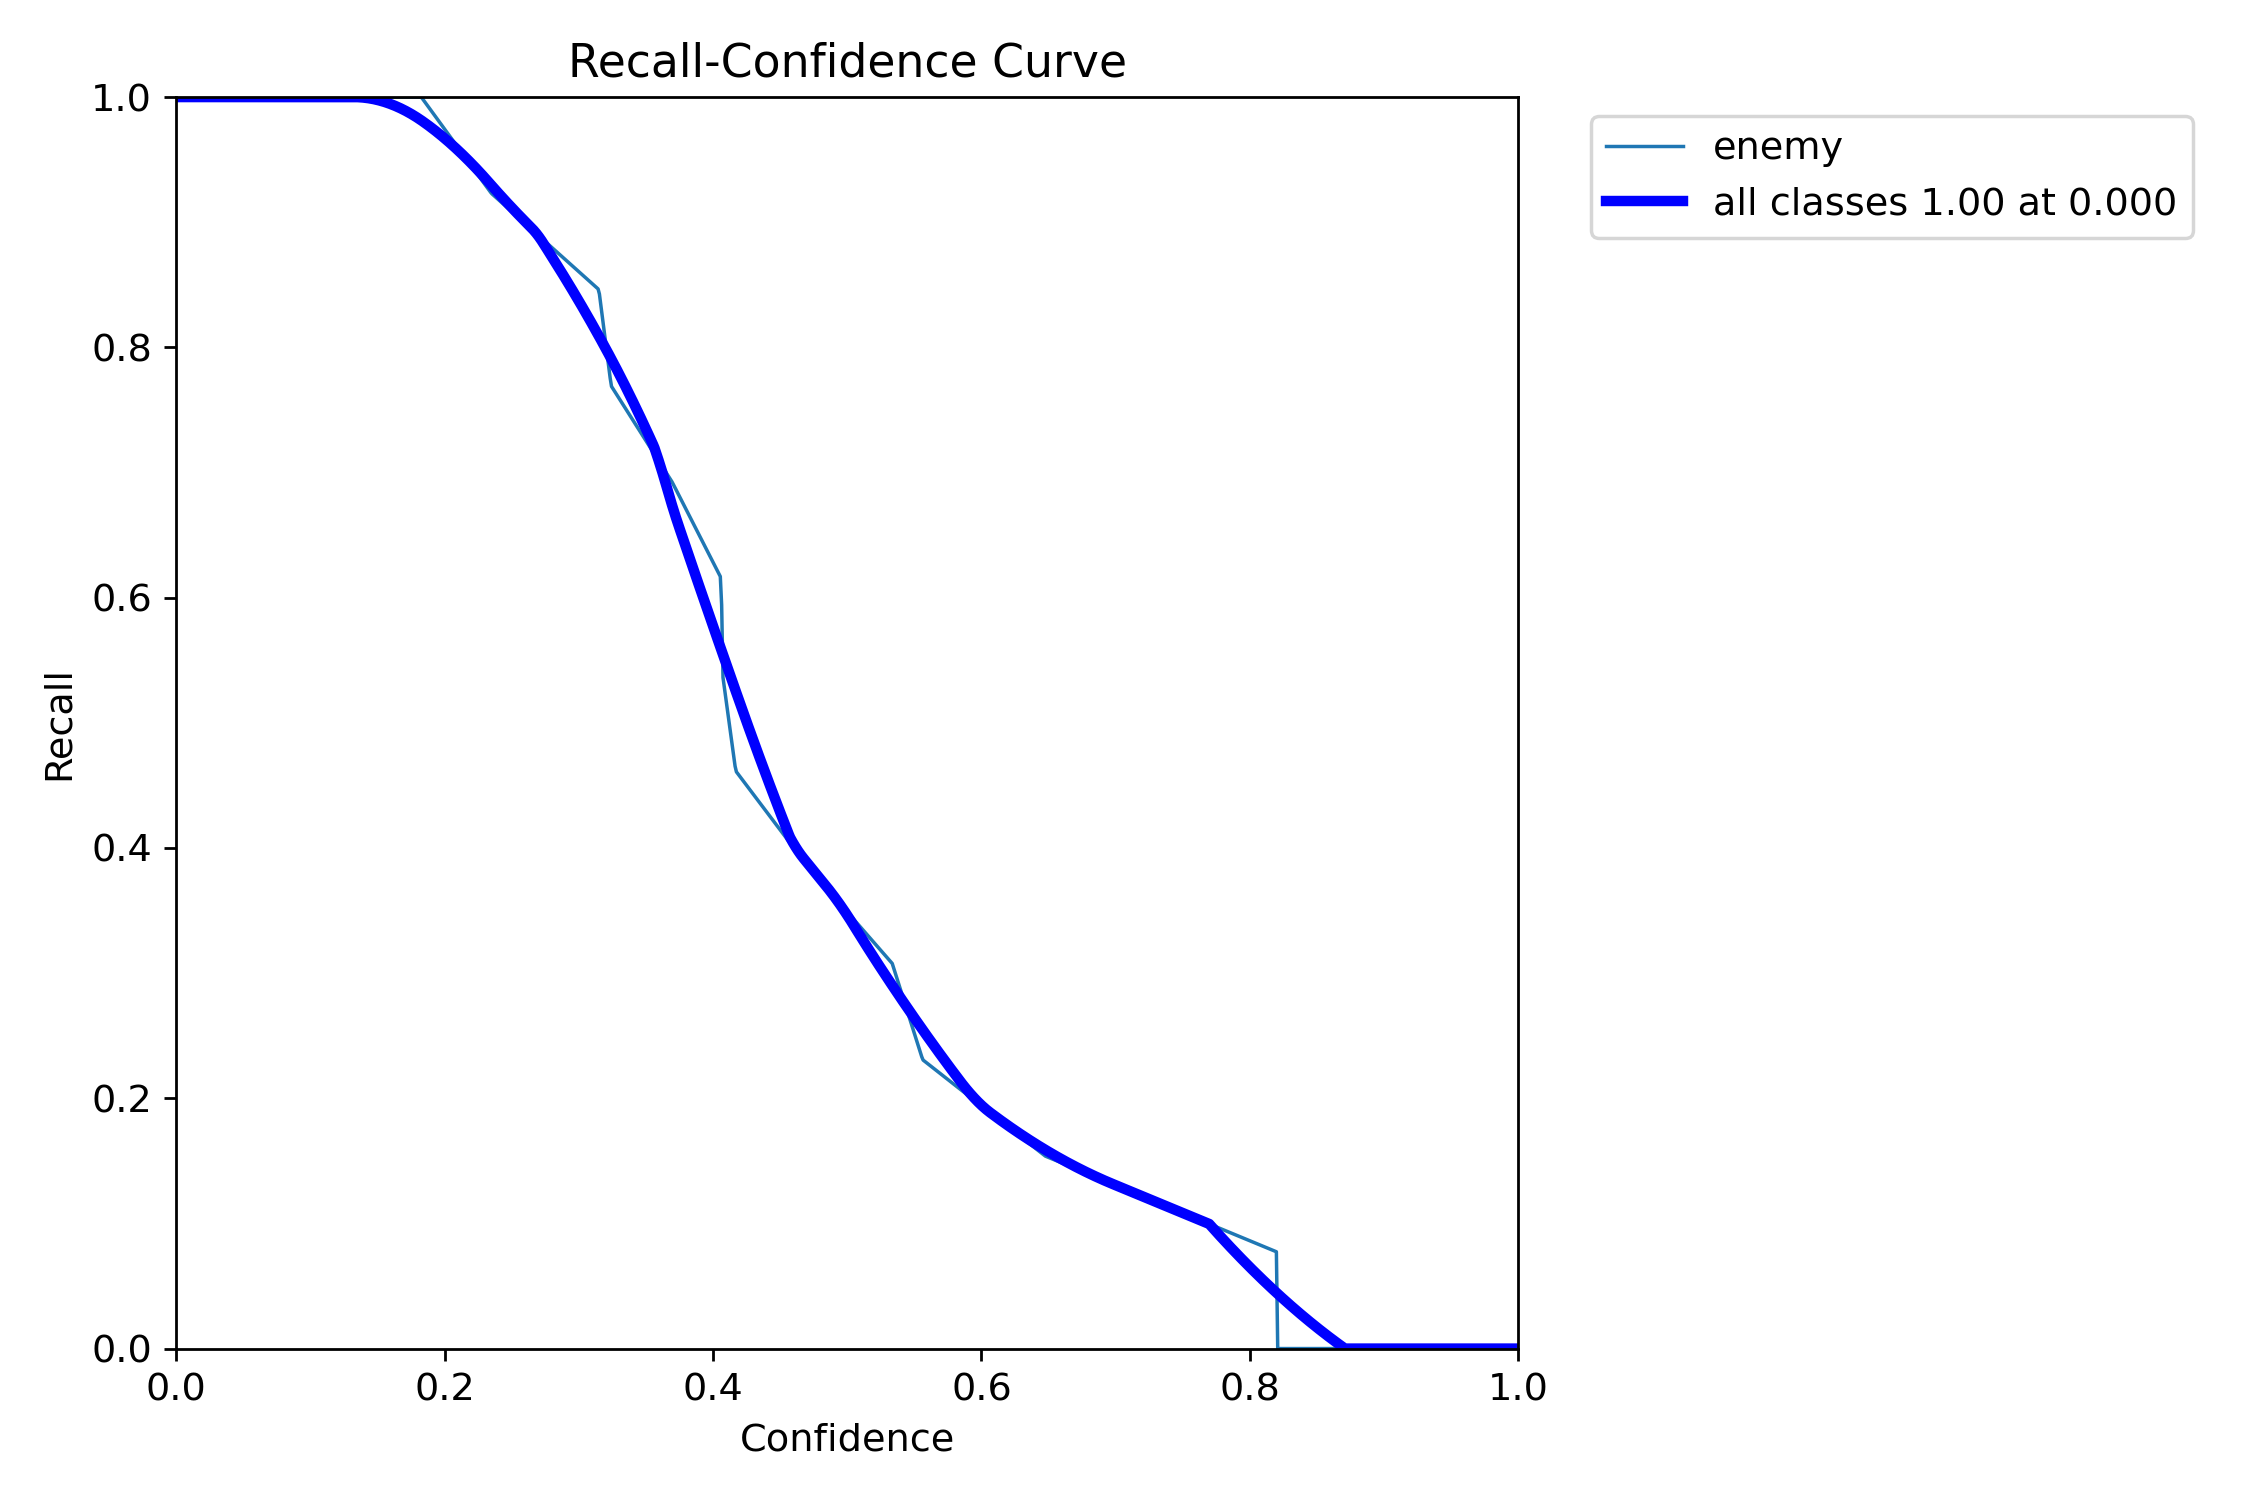 Recall-Confidence Curve
enemy
all classes 1.00 at 0.000
Recall
1.0
0.8
0.6
0.4
0.2
0.0
0.0 0.2 0.4 0.6 0.8 1.0
Confidence